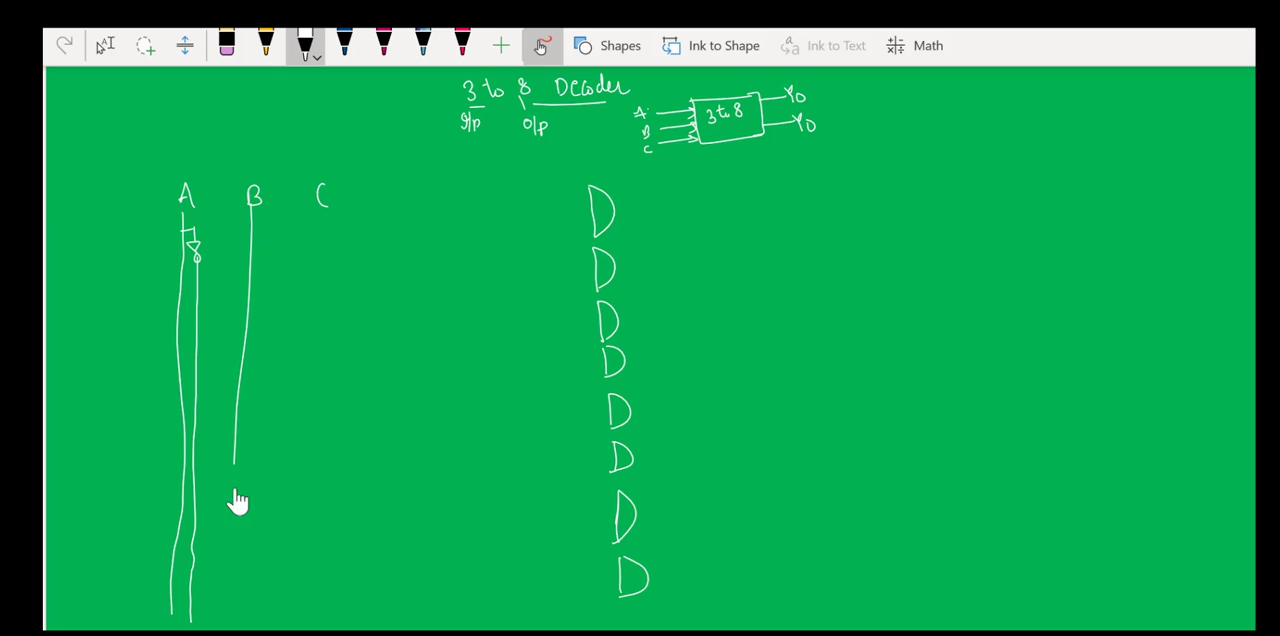 Shapes Ink to Shape Ink to Text Math
3 to 8 Decoder
I/p O/p
A
B
C
3 to 8
Y0
Y0
A B C